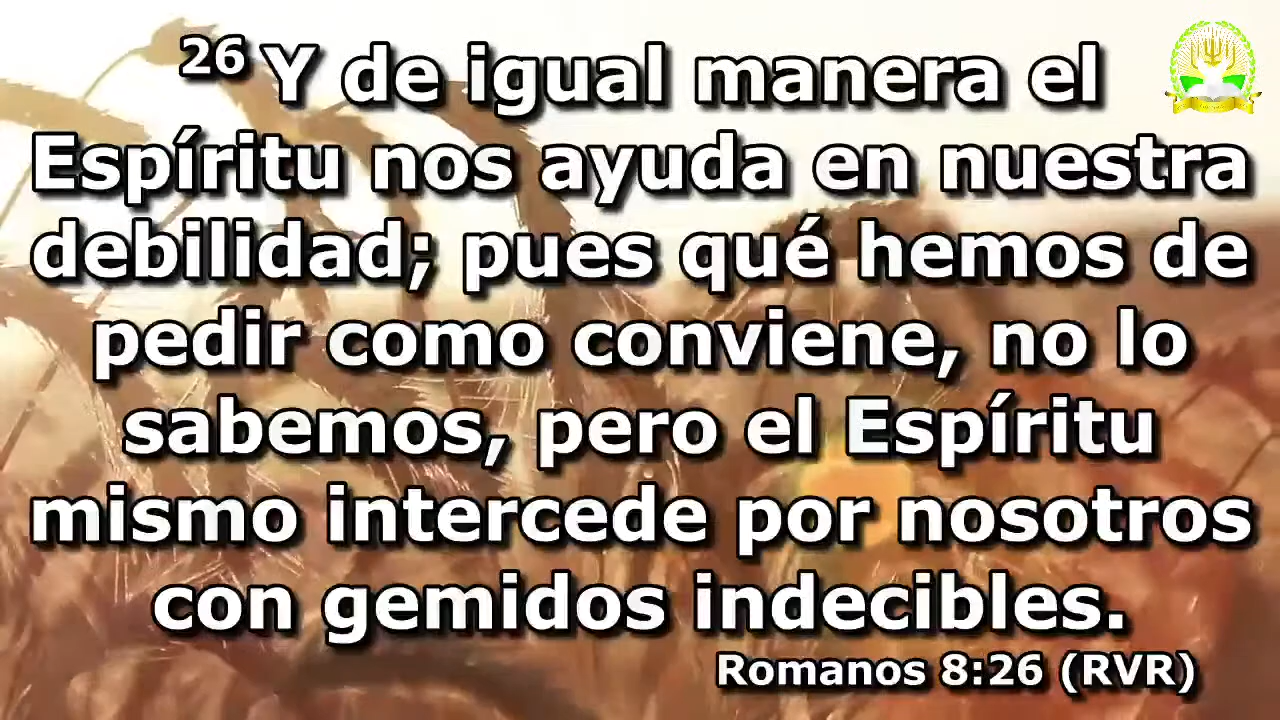 26 Y de igual manera el
Espíritu nos ayuda en nuestra
debilidad; pues qué hemos de
pedir como conviene, no lo
sabemos, pero el Espíritu
mismo intercede por nosotros
con gemidos indecibles.
Romanos 8:26 (RVR)